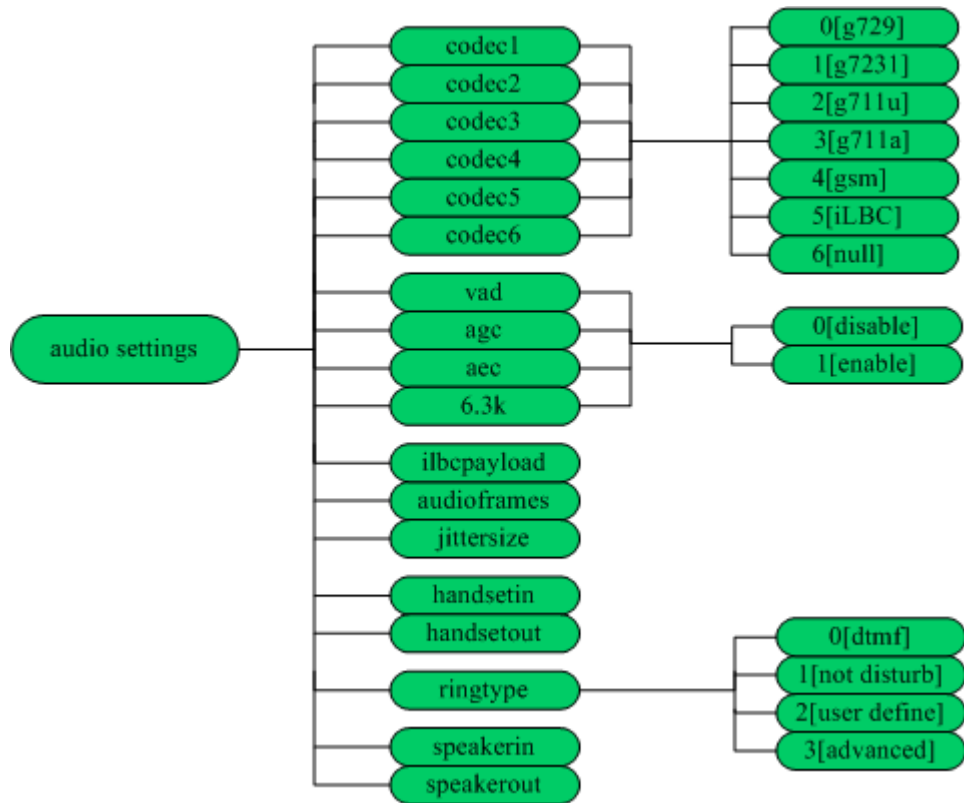 audio settings
codec1
codec2
codec3
codec4
codec5
codec6
vad
agc
aec
6.3k
ilbcpayload
audioframes
jittersize
handsetin
handsetout
ringtype
speakerin
speakerout
0[g729]
1[g7231]
2[g711u]
3[g711a]
4[gsm]
5[iLBC]
6[null]
0[disable]
1[enable]
0[dtmf]
1[not disturb]
2[user define]
3[advanced]